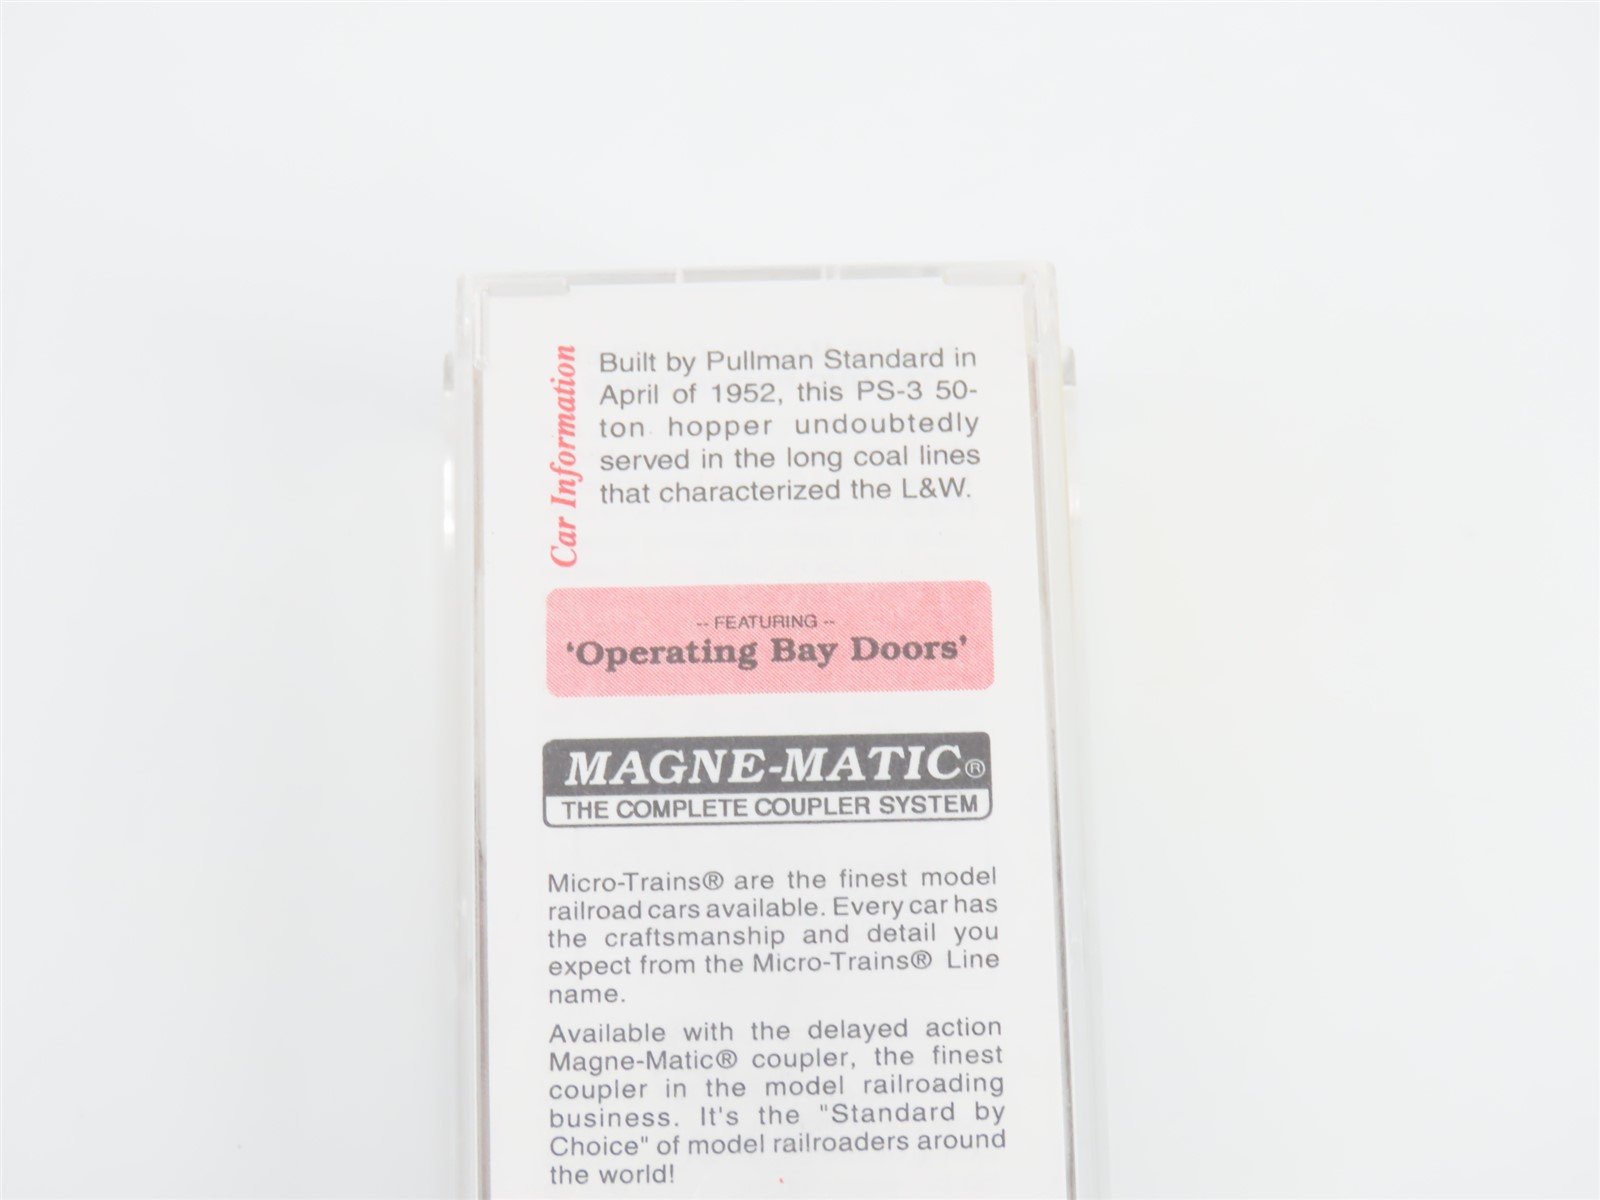 Car Information
Built by Pullman Standard in
April of 1952, this PS-3 50-
ton hopper undoubtedly
served in the long coal lines
that characterized the L&W.
-- FEATURING --
'Operating Bay Doors'
MAGNE-MATIC®
THE COMPLETE COUPLER SYSTEM
Micro-Trains® are the finest model
railroad cars available. Every car has
the craftsmanship and detail you
expect from the Micro-Trains® Line
name.
Available with the delayed action
Magne-Matic® coupler, the finest
coupler in the model railroading
business. It's the "Standard by
Choice" of model railroaders around
the world!